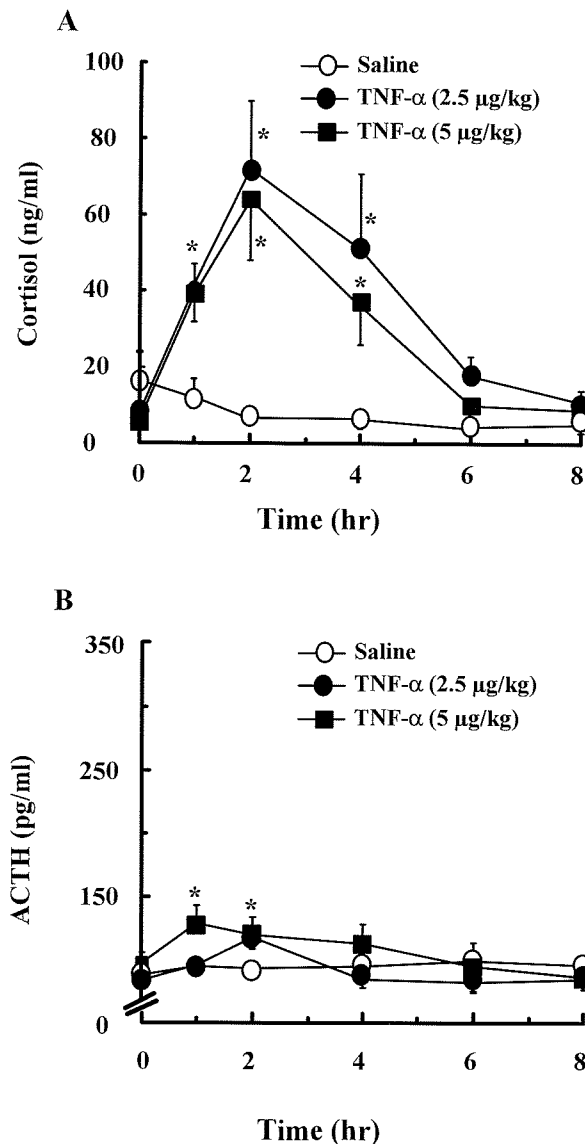 A
100
80
60
40
20
0
Cortisol (ng/ml)
Saline
TNF-α (2.5 μg/kg)
TNF-α (5 μg/kg)
*
*
*
*
*
0 2 4 6 8
Time (hr)
B
350
250
150
0
ACTH (pg/ml)
Saline
TNF-α (2.5 μg/kg)
TNF-α (5 μg/kg)
* *
0 2 4 6 8
Time (hr)